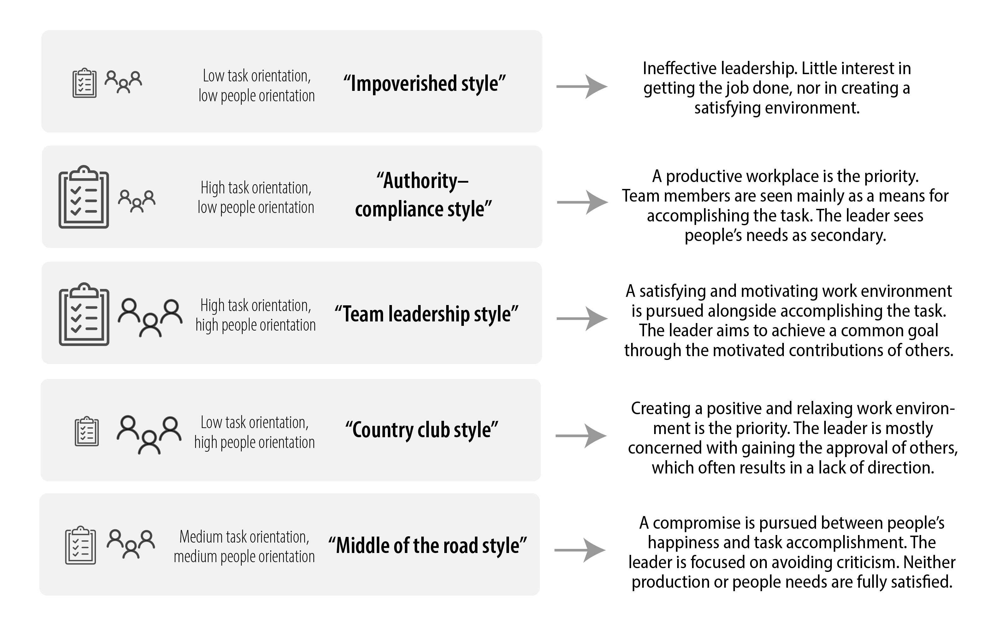 Low task orientation,
low people orientation
“Impoverished style”
Ineffective leadership. Little interest in
getting the job done, nor in creating a
satisfying environment.
High task orientation,
low people orientation
“Authority–
compliance style”
A productive workplace is the priority.
Team members are seen mainly as a means for
accomplishing the task. The leader sees
people’s needs as secondary.
High task orientation,
high people orientation
“Team leadership style”
A satisfying and motivating work environment
is pursued alongside accomplishing the task.
The leader aims to achieve a common goal
through the motivated contributions of others.
Low task orientation,
high people orientation
“Country club style”
Creating a positive and relaxing work environ-
ment is the priority. The leader is mostly
concerned with gaining the approval of others,
which often results in a lack of direction.
Medium task orientation,
medium people orientation
“Middle of the road style”
A compromise is pursued between people’s
happiness and task accomplishment. The
leader is focused on avoiding criticism. Neither
production or people needs are fully satisfied.